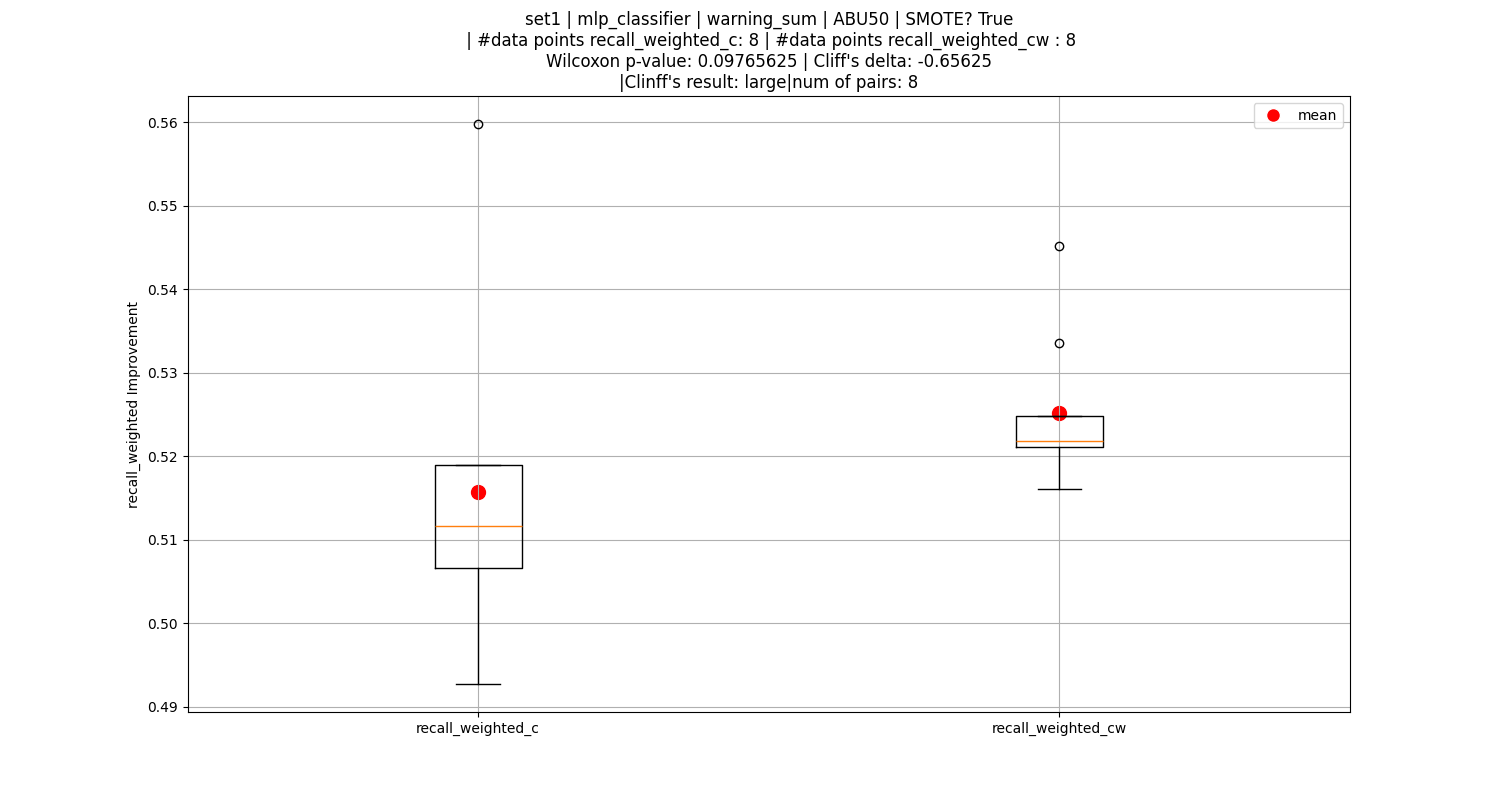 set1 | mlp_classifier | warning_sum | ABU50 | SMOTE? True
| #data points recall_weighted_c: 8 | #data points recall_weighted_cw : 8
Wilcoxon p-value: 0.09765625 | Cliff's delta: -0.65625
|Clinff's result: large|num of pairs: 8
mean
recall_weighted Improvement
0.56
0.55
0.54
0.53
0.52
0.51
0.50
0.49
recall_weighted_c
recall_weighted_cw